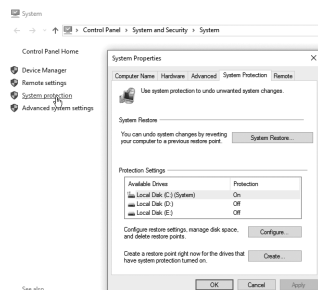 System
Control Panel > System and Security > System
Control Panel Home
Device Manager
Remote settings
System protection
Advanced system settings
See also
System Properties
Computer Name Hardware Advanced System Protection Remote
Use system protection to undo unwanted system changes.
System Restore
You can undo system changes by reverting
your computer to a previous restore point.
System Restore...
Protection Settings
Available Drives Protection
Local Disk (C:) (System) On
Local Disk (D:) Off
Local Disk (E:) Off
Configure restore settings, manage disk space,
and delete restore points.
Configure...
Create a restore point right now for the drives that
have system protection turned on.
Create...
OK Cancel Apply